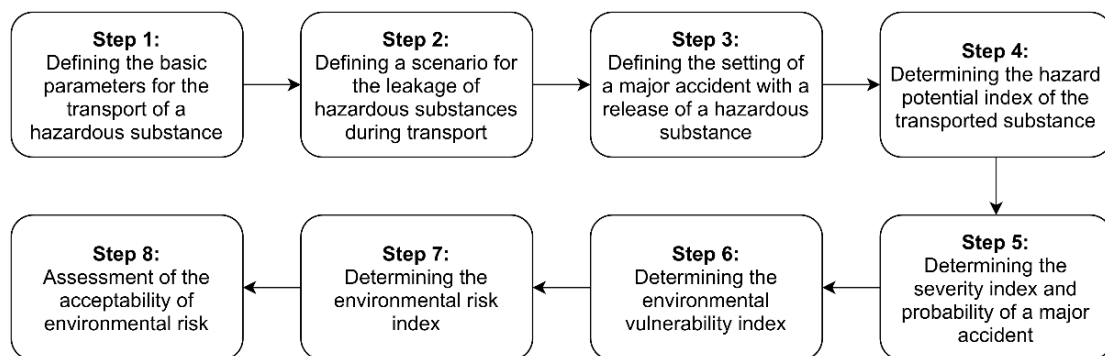 Step 1:
Defining the basic
parameters for the
transport of a
hazardous substance
Step 2:
Defining a scenario for
the leakage of
hazardous substances
during transport
Step 3:
Defining the setting of
a major accident with a
release of a hazardous
substance
Step 4:
Determining the hazard
potential index of the
transported substance
Step 5:
Determining the
severity index and
probability of a major
accident
Step 6:
Determining the
environmental
vulnerability index
Step 7:
Determining the
environmental risk
index
Step 8:
Assessment of the
acceptability of
environmental risk